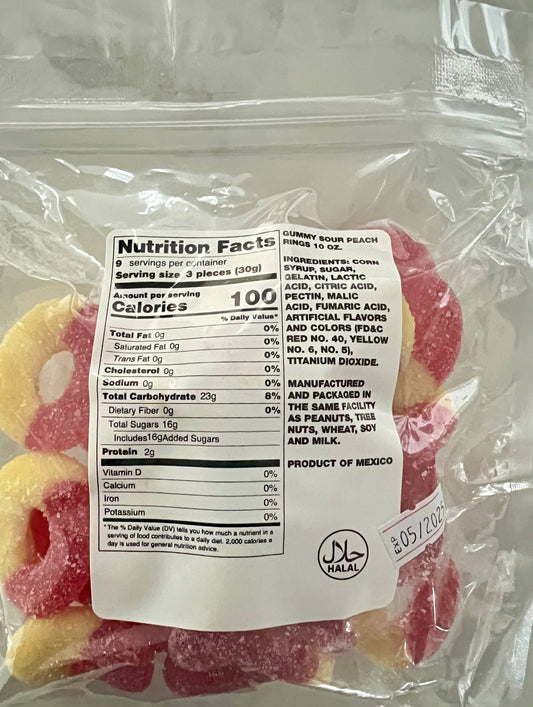 Nutrition Facts
9 servings per container
Serving size 3 pieces (30g)
Amount per serving
Calories 100
% Daily Value*
Total Fat 0g 0%
Saturated Fat 0g 0%
Trans Fat 0g 0%
Cholesterol 0g 0%
Sodium 0g 0%
Total Carbohydrate 23g 8%
Dietary Fiber 0g 0%
Total Sugars 16g
Includes16gAdded Sugars
Protein 2g
Vitamin D 0%
Calcium 0%
Iron 0%
Potassium 0%
*The % Daily Value (DV) tells you how much a nutrient in a
serving of food contributes to a daily diet. 2,000 calories a
day is used for general nutrition advice.
GUMMY SOUR PEACH
RINGS 10 OZ.
INGREDIENTS: CORN
SYRUP, SUGAR,
GELATIN, LACTIC
ACID, CITRIC ACID,
PECTIN, MALIC
ACID, FUMARIC ACID,
ARTIFICIAL FLAVORS
AND COLORS (FD&C
RED NO. 40, YELLOW
NO. 6, NO. 5),
TITANIUM DIOXIDE.
MANUFACTURED
AND PACKAGED IN
THE SAME FACILITY
AS PEANUTS, TREE
NUTS, WHEAT, SOY
AND MILK.
PRODUCT OF MEXICO
حلال
HALAL
EXP